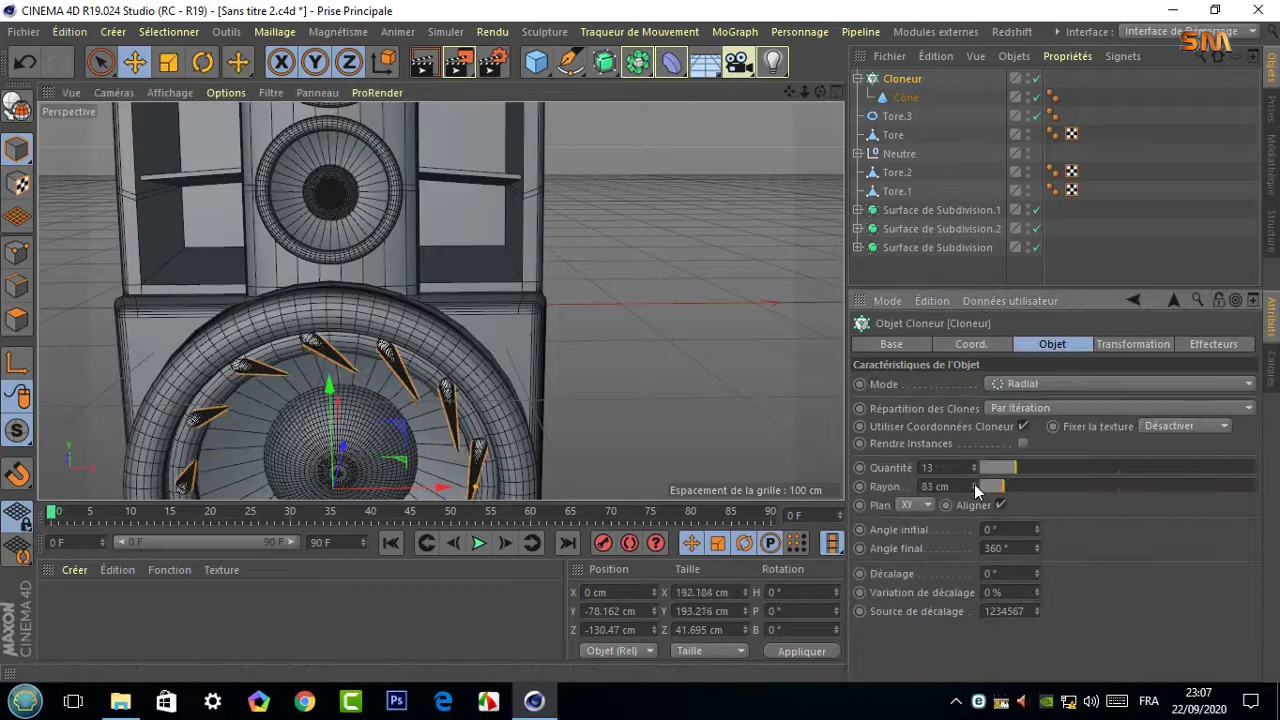 CINEMA 4D R19.024 Studio (RC - R19) - [Sans titre 2.c4d *] - Prise Principale
Fichier Édition Créer Sélectionner Outils Maillage Magnétisme Animer Simuler Rendu Sculpture Traqueur de Mouvement MoGraph Personnage Pipeline Modules externes Redshift Interface : Interface de Démarrage
SM
Vue Caméras Affichage Options Filtre Panneau ProRender
Perspective
Espacement de la grille : 100 cm
Fichier Édition Vue Objets Propriétés Signets
Cloneur
Cône
Tore.3
Tore
Neutre
Tore.2
Tore.1
Surface de Subdivision.1
Surface de Subdivision.2
Surface de Subdivision
Objets
Prises
Médiathèque
Structure
Mode Édition Données utilisateur
Objet Cloneur [Cloneur]
Base Coord. Objet Transformation Effecteurs
Caractéristiques de l'Objet
Mode Radial
Répartition des Clones Par Itération
Utiliser Coordonnées Cloneur Fixer la texture Désactiver
Rendre Instances
Quantité 13
Rayon 83 cm
Plan XY Aligner
Angle initial 0 °
Angle final 360 °
Décalage 0 °
Variation de décalage 0 %
Source de décalage 1234567
Attributs
Calques
0 5 10 15 20 25 30 35 40 45 50 55 60 65 70 75 80 85 90 0 F
0 F 0 F 90 F 90 F
Créer Édition Fonction Texture
Position Taille Rotation
X 0 cm X 192.184 cm H 0 °
Y -78.162 cm Y 193.216 cm P 0 °
Z -130.47 cm Z 41.695 cm B 0 °
Objet (Rel) Taille Appliquer
MAXON
CINEMA 4D
FRA
23:07
22/09/2020